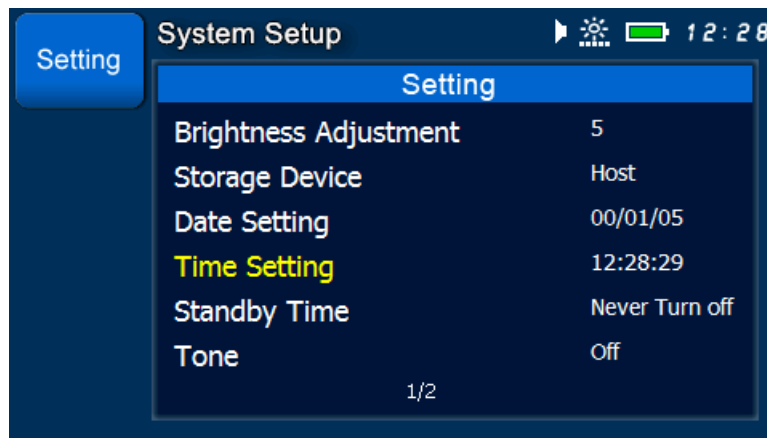 Setting
System Setup 12:28
Setting
Brightness Adjustment 5
Storage Device Host
Date Setting 00/01/05
Time Setting 12:28:29
Standby Time Never Turn off
Tone Off
1/2